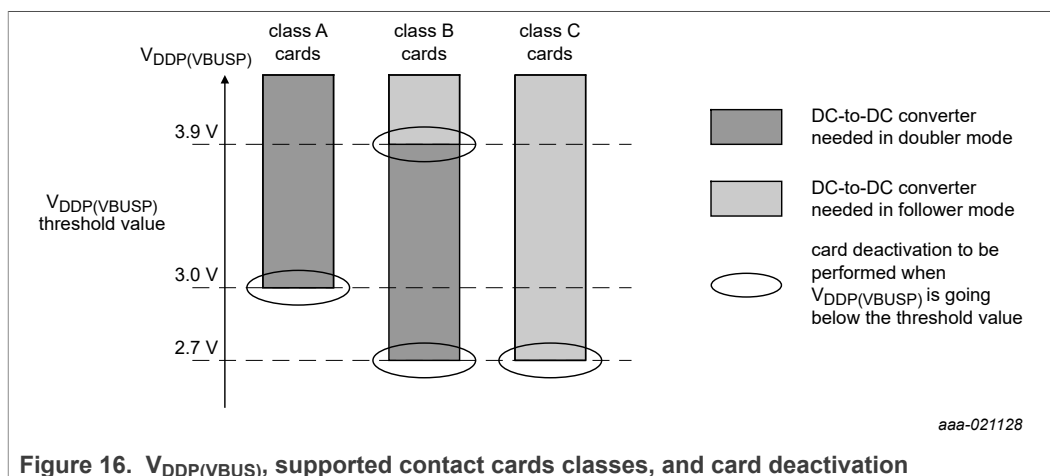 class A
cards
class B
cards
class C
cards
VDDP(VBUSP)
3.9 V
VDDP(VBUSP)
threshold value
3.0 V
2.7 V
DC-to-DC converter
needed in doubler mode
DC-to-DC converter
needed in follower mode
card deactivation to be
performed when
VDDP(VBUSP) is going
below the threshold value
aaa-021128
Figure 16. VDDP(VBUS), supported contact cards classes, and card deactivation